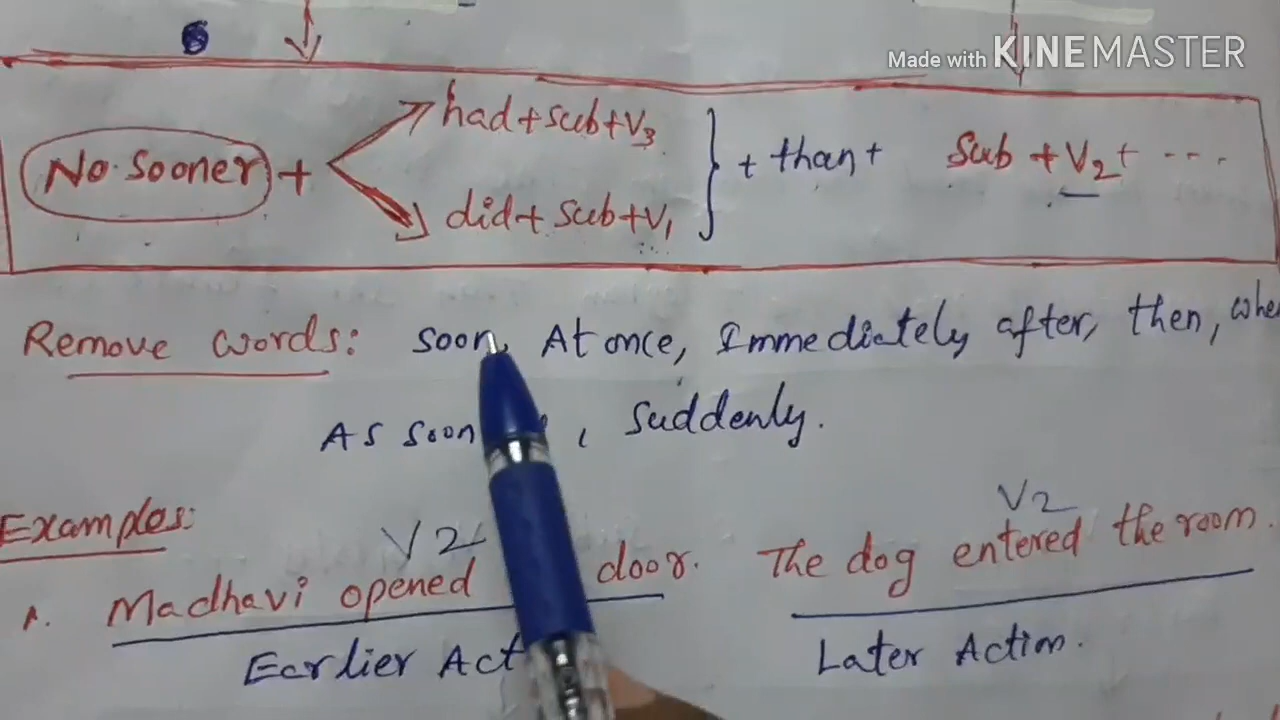 Made with KINEMASTER
had + sub + V3
No sooner + } + than + sub + V2 + ---
did + sub + V1
Remove words: soon, At once, Immediately after, then, whe
As soon , suddenly.
Examples:
V2 V2
1. Madhavi opened door. The dog entered the room.
Earlier Act Later Action.